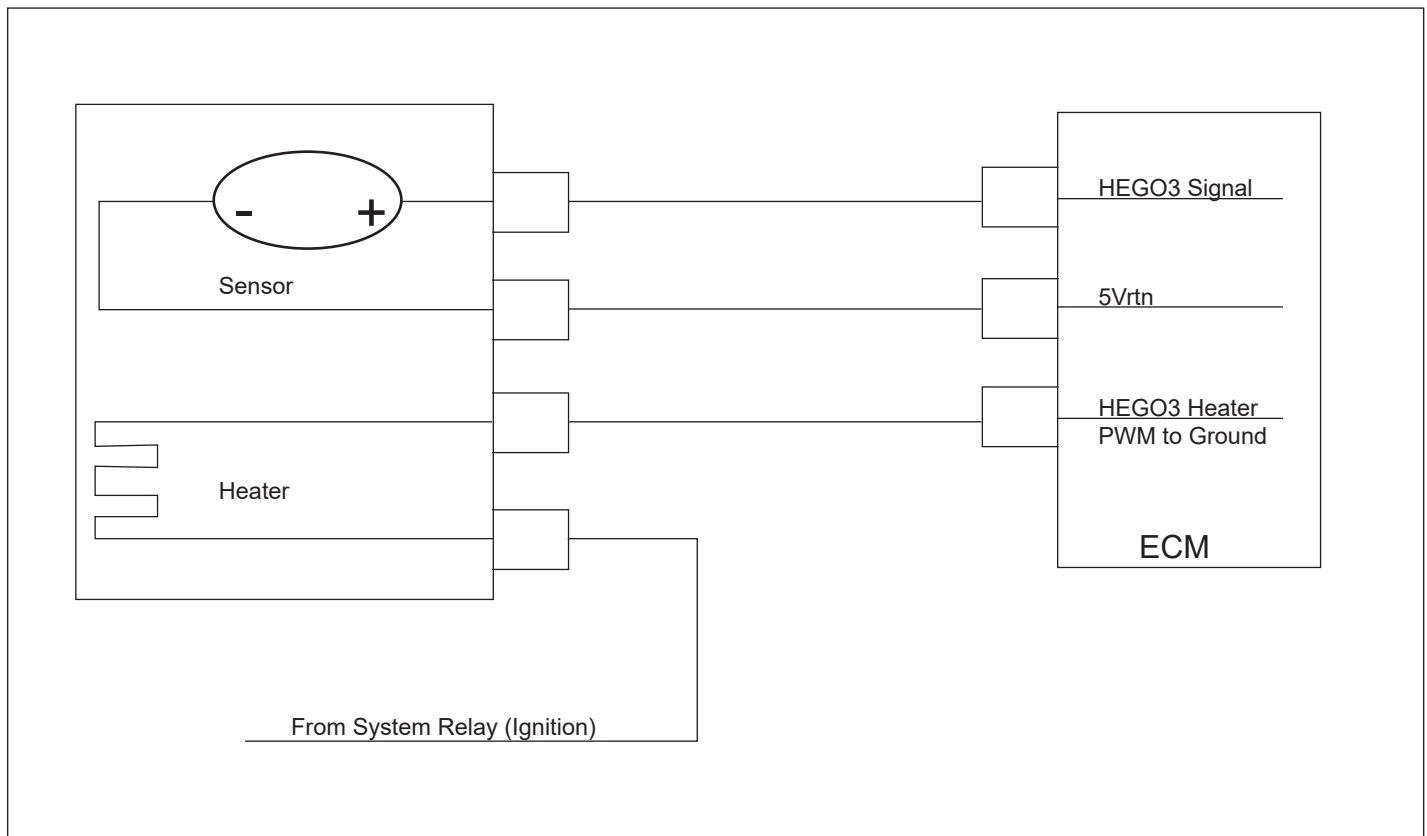 -
+
Sensor
Heater
From System Relay (Ignition)
HEGO3 Signal
5Vrtn
HEGO3 Heater
PWM to Ground
ECM